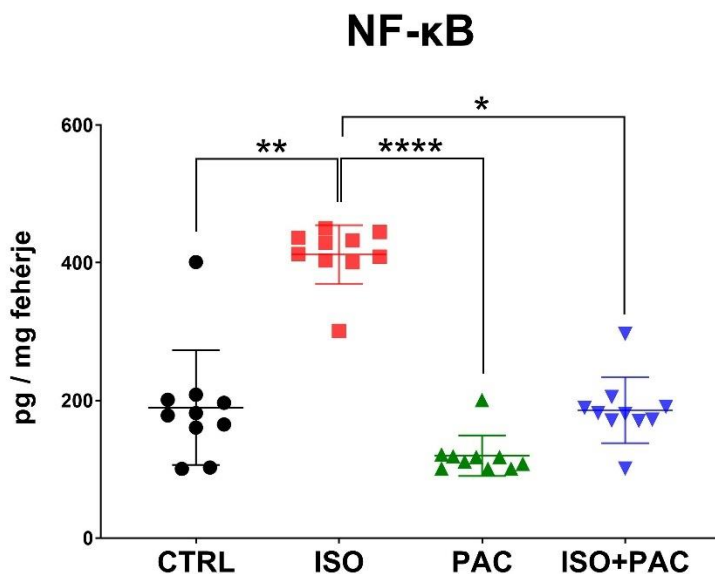 NF-κB
*
** ****
600
400
200
0
pg / mg fehérje
CTRL ISO PAC ISO+PAC